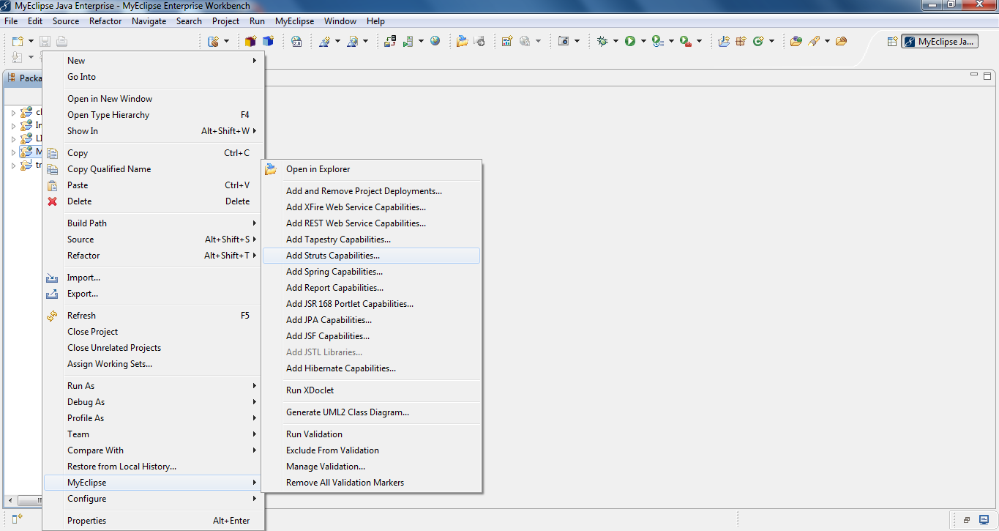 MyEclipse Java Enterprise - MyEclipse Enterprise Workbench
File Edit Source Refactor Navigate Search Project Run MyEclipse Window Help
2.0
MyEclipse Ja...
Packa
New
Go Into
Open in New Window
Open Type Hierarchy F4
Show In Alt+Shift+W
Copy Ctrl+C
Copy Qualified Name
Paste Ctrl+V
Delete Delete
Build Path
Source Alt+Shift+S
Refactor Alt+Shift+T
Import...
Export...
Refresh F5
Close Project
Close Unrelated Projects
Assign Working Sets...
Run As
Debug As
Profile As
Team
Compare With
Restore from Local History...
MyEclipse
Configure
Properties Alt+Enter
Open in Explorer
Add and Remove Project Deployments...
Add XFire Web Service Capabilities...
Add REST Web Service Capabilities...
Add Tapestry Capabilities...
Add Struts Capabilities...
Add Spring Capabilities...
Add Report Capabilities...
Add JSR 168 Portlet Capabilities...
Add JPA Capabilities...
Add JSF Capabilities...
Add JSTL Libraries...
Add Hibernate Capabilities...
Run XDoclet
Generate UML2 Class Diagram...
Run Validation
Exclude From Validation
Manage Validation...
Remove All Validation Markers